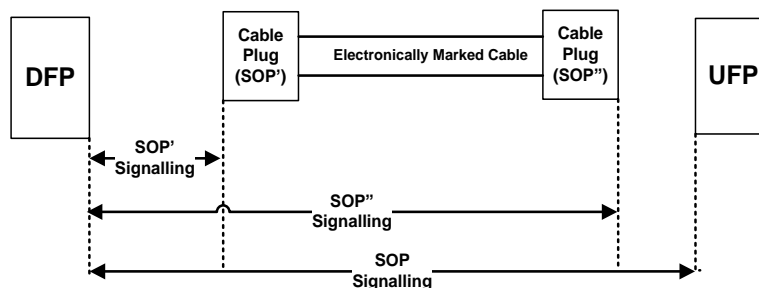 DFP
Cable
Plug
(SOP’)
Electronically Marked Cable
Cable
Plug
(SOP”)
UFP
SOP’
Signalling
SOP”
Signalling
SOP
Signalling